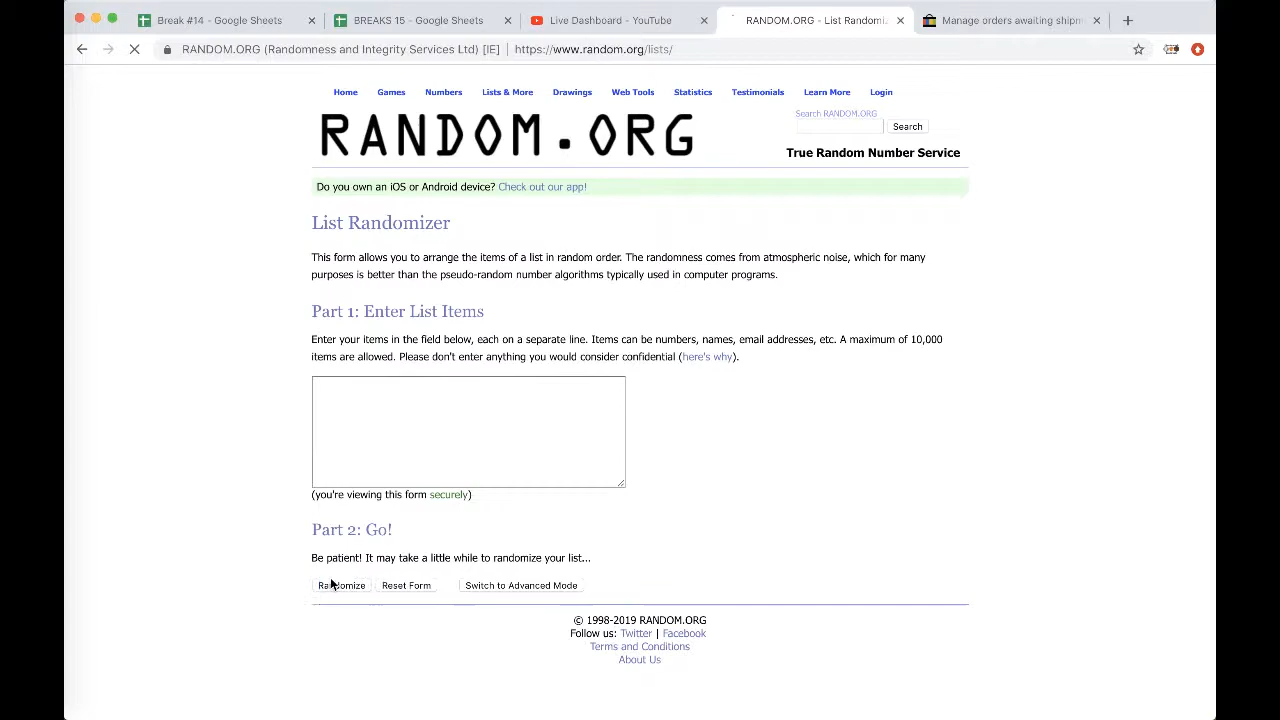 Break #14 - Google Sheets
BREAKS 15 - Google Sheets
Live Dashboard - YouTube
RANDOM.ORG - List Randomiz
Manage orders awaiting shipm
RANDOM.ORG (Randomness and Integrity Services Ltd) [IE] | https://www.random.org/lists/
Home Games Numbers Lists & More Drawings Web Tools Statistics Testimonials Learn More Login
RANDOM.ORG
Search RANDOM.ORG
Search
True Random Number Service
Do you own an iOS or Android device? Check out our app!
List Randomizer
This form allows you to arrange the items of a list in random order. The randomness comes from atmospheric noise, which for many
purposes is better than the pseudo-random number algorithms typically used in computer programs.
Part 1: Enter List Items
Enter your items in the field below, each on a separate line. Items can be numbers, names, email addresses, etc. A maximum of 10,000
items are allowed. Please don't enter anything you would consider confidential (here's why).
(you're viewing this form securely)
Part 2: Go!
Be patient! It may take a little while to randomize your list...
Randomize Reset Form Switch to Advanced Mode
© 1998-2019 RANDOM.ORG
Follow us: Twitter | Facebook
Terms and Conditions
About Us